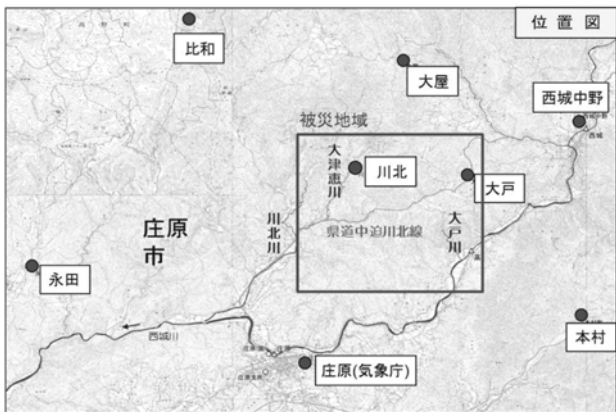 位置図
比和
大屋
西城中野
西城
被災地域
大津恵川
川北
大戸
川北川
県道中迫川北線
大戸川
庄原市
永田
西城川
本村
庄原(気象庁)